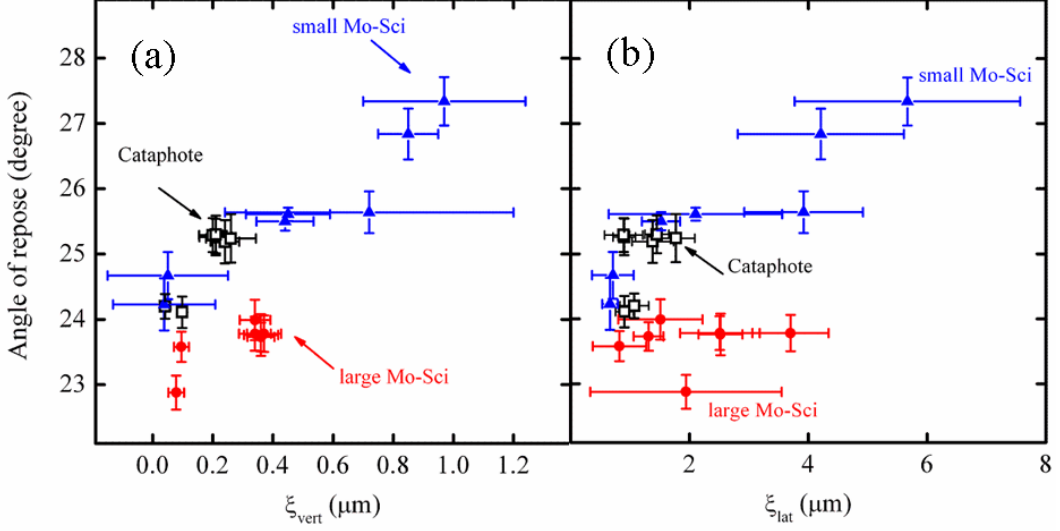 (a)
small Mo-Sci
Cataphote
large Mo-Sci
(b)
small Mo-Sci
Cataphote
large Mo-Sci
Angle of repose (degree)
28
27
26
25
24
23
0.0 0.2 0.4 0.6 0.8 1.0 1.2
2 4 6 8
ξvert (μm)
ξlat (μm)